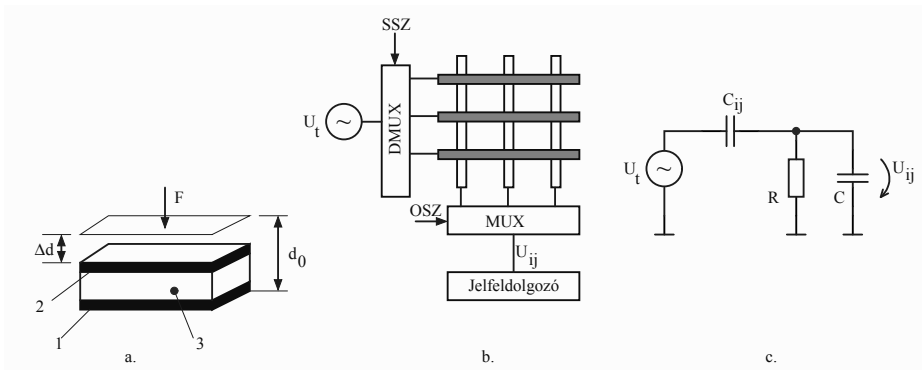 F
Δd
d0
2
1
3
a.
SSZ
Ut
~
DMUX
OSZ
MUX
Uij
Jelfeldolgozó
b.
Cij
Ut
~
R
C
Uij
c.